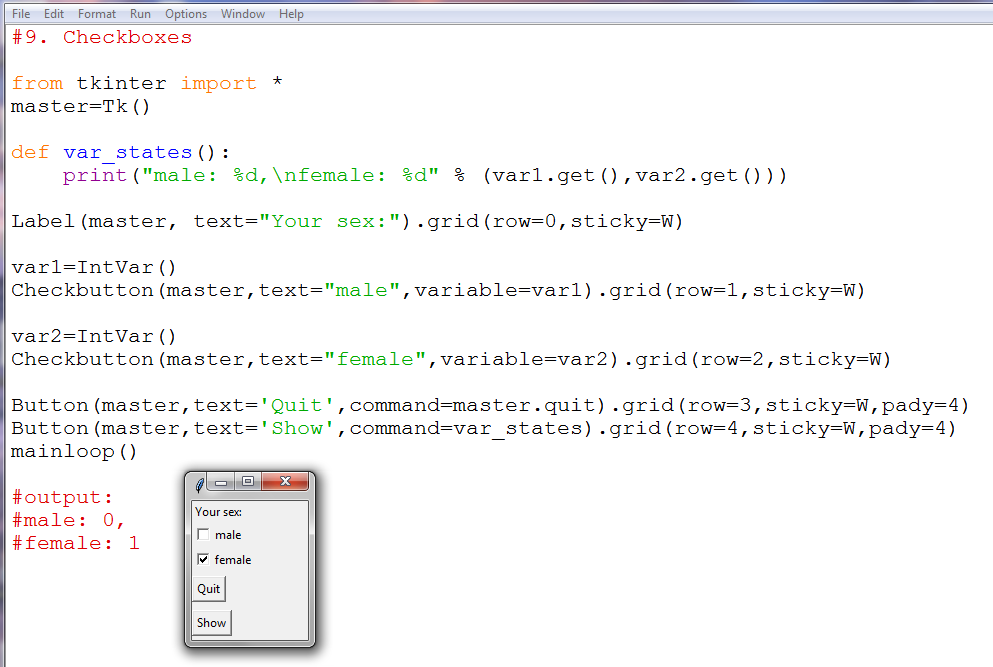 File Edit Format Run Options Window Help
#9. Checkboxes
from tkinter import *
master=Tk()
def var_states():
    print("male: %d,\nfemale: %d" % (var1.get(),var2.get()))
Label(master, text="Your sex:").grid(row=0,sticky=W)
var1=IntVar()
Checkbutton(master,text="male",variable=var1).grid(row=1,sticky=W)
var2=IntVar()
Checkbutton(master,text="female",variable=var2).grid(row=2,sticky=W)
Button(master,text='Quit',command=master.quit).grid(row=3,sticky=W,pady=4)
Button(master,text='Show',command=var_states).grid(row=4,sticky=W,pady=4)
mainloop()
#output:
#male: 0,
#female: 1
Your sex:
male
female
Quit
Show